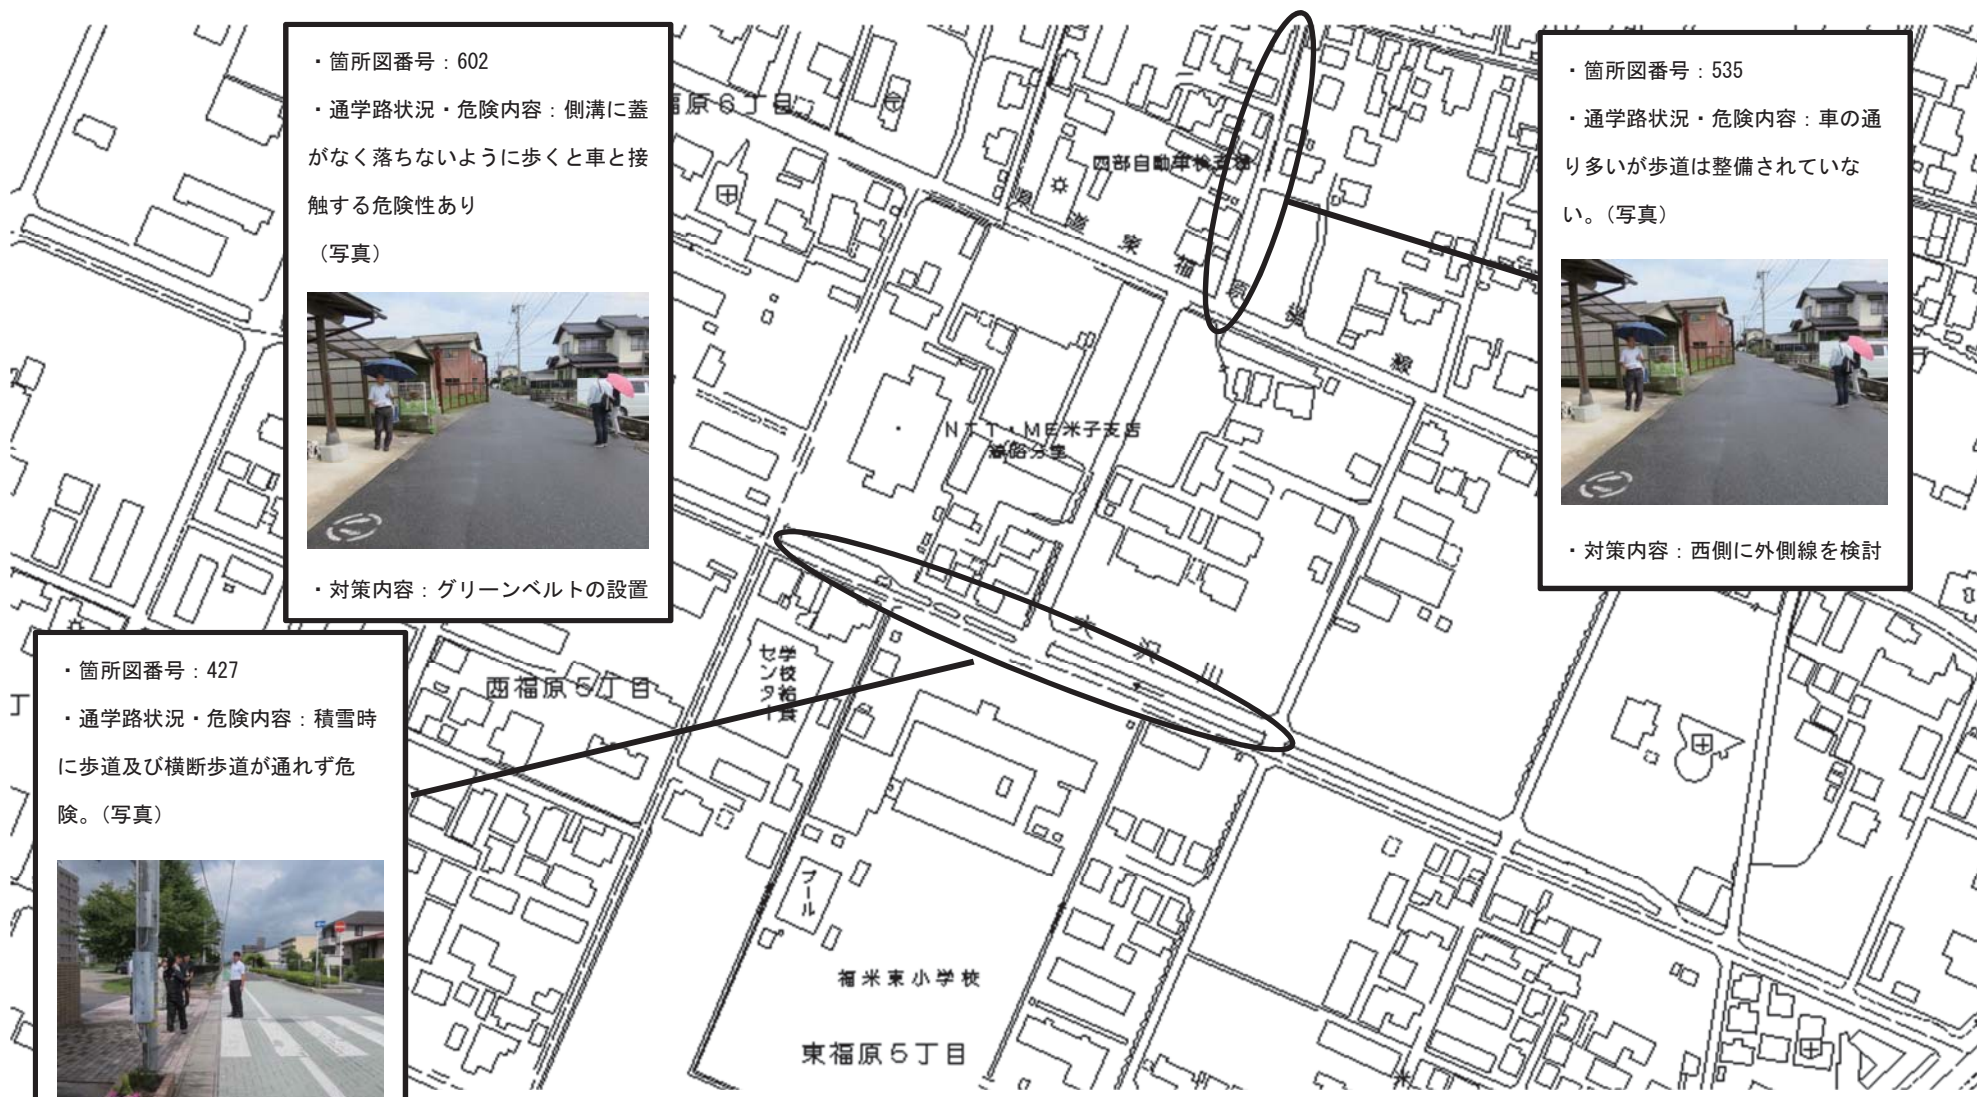 ・箇所図番号：602
・通学路状況・危険内容：側溝に蓋
がなく落ちないように歩くと車と接
触する危険性あり
（写真）
・対策内容：グリーンベルトの設置
・箇所図番号：535
・通学路状況・危険内容：車の通
り多いが歩道は整備されていな
い。（写真）
・対策内容：西側に外側線を検討
・箇所図番号：427
・通学路状況・危険内容：積雪時
に歩道及び横断歩道が通れず危
険。（写真）
福原６丁目
県道東福原線
ＮＴＴ・ＭＥ米子支店
大沢川
学校給食
センター
西福原５丁目
プール
福米東小学校
東福原５丁目